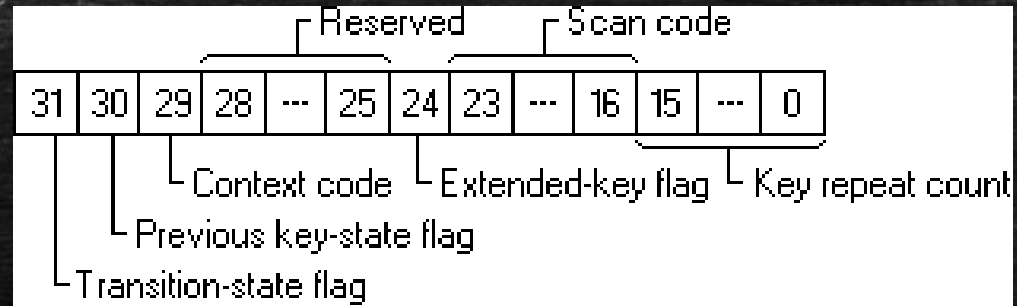 Reserved Scan code
31 30 29 28 --- 25 24 23 --- 16 15 --- 0
Context code Extended-key flag Key repeat count
Previous key-state flag
Transition-state flag